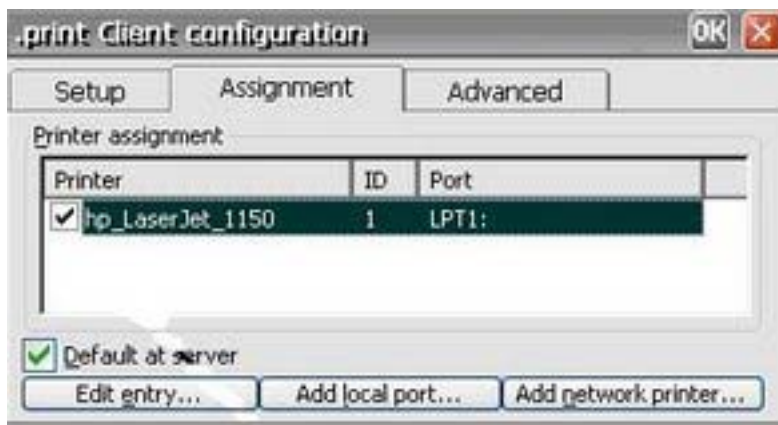 .print Client configuration OK
Setup Assignment Advanced
Printer assignment
Printer ID Port
hp_LaserJet_1150 1 LPT1:
Default at server
Edit entry... Add local port... Add network printer...